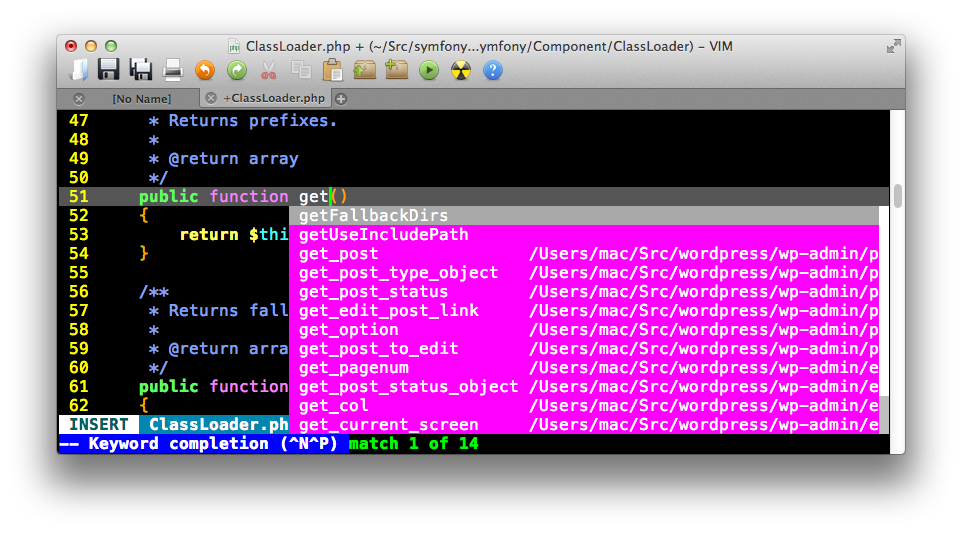 ClassLoader.php + (~/Src/symfony...ymfony/Component/ClassLoader) – VIM
[No Name] +ClassLoader.php
47 * Returns prefixes.
48 *
49 * @return array
50 */
51 public function get()
52 { getFallbackDirs
53 return $thi getUseIncludePath
54 } get_post /Users/mac/Src/wordpress/wp-admin/p
55 get_post_type_object /Users/mac/Src/wordpress/wp-admin/p
56 /** get_post_status /Users/mac/Src/wordpress/wp-admin/p
57 * Returns fall get_edit_post_link /Users/mac/Src/wordpress/wp-admin/p
58 * get_option /Users/mac/Src/wordpress/wp-admin/p
59 * @return arra get_post_to_edit /Users/mac/Src/wordpress/wp-admin/p
60 */ get_pagenum /Users/mac/Src/wordpress/wp-admin/e
61 public function get_post_status_object /Users/mac/Src/wordpress/wp-admin/e
62 { get_col /Users/mac/Src/wordpress/wp-admin/e
INSERT ClassLoader.ph get_current_screen /Users/mac/Src/wordpress/wp-admin/e
-- Keyword completion (^N^P) match 1 of 14